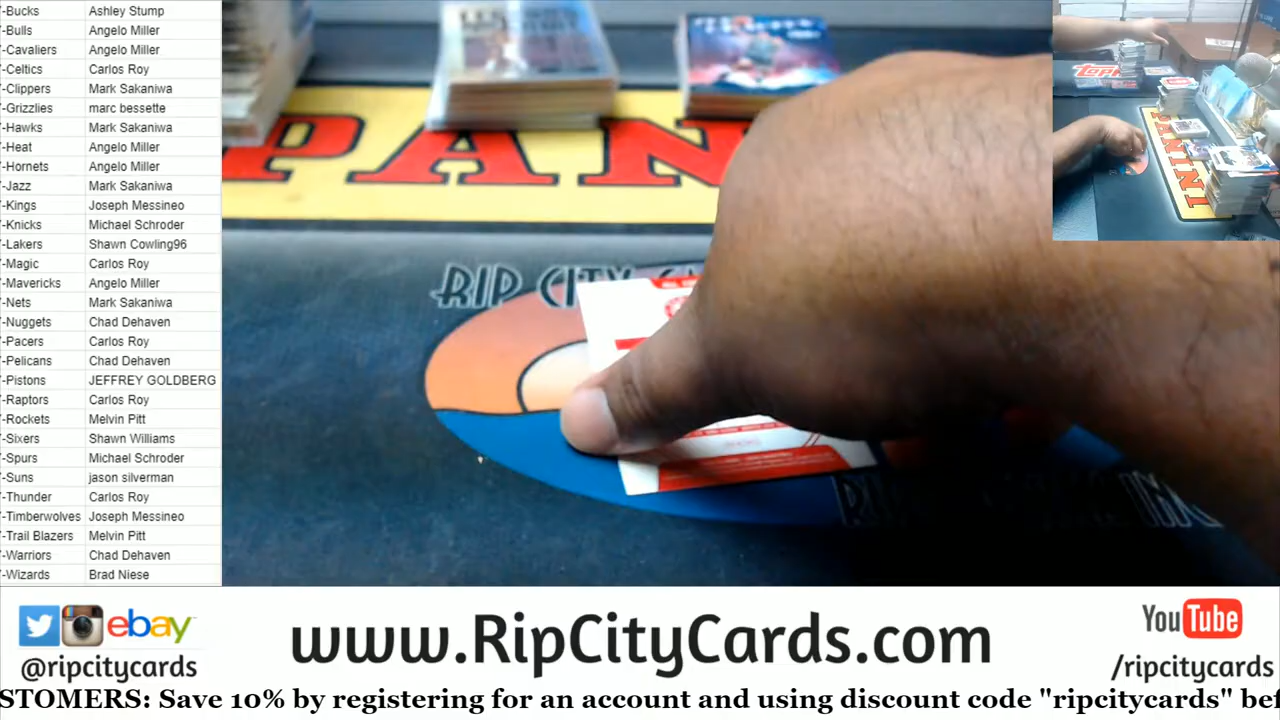 -Bucks Ashley Stump
-Bulls Angelo Miller
-Cavaliers Angelo Miller
-Celtics Carlos Roy
-Clippers Mark Sakaniwa
-Grizzlies marc bessette
-Hawks Mark Sakaniwa
-Heat Angelo Miller
-Hornets Angelo Miller
-Jazz Mark Sakaniwa
-Kings Joseph Messineo
-Knicks Michael Schroder
-Lakers Shawn Cowling96
-Magic Carlos Roy
-Mavericks Angelo Miller
-Nets Mark Sakaniwa
-Nuggets Chad Dehaven
-Pacers Carlos Roy
-Pelicans Chad Dehaven
-Pistons JEFFREY GOLDBERG
-Raptors Carlos Roy
-Rockets Melvin Pitt
-Sixers Shawn Williams
-Spurs Michael Schroder
-Suns jason silverman
-Thunder Carlos Roy
-Timberwolves Joseph Messineo
-Trail Blazers Melvin Pitt
-Warriors Chad Dehaven
-Wizards Brad Niese
PANI
RIP CITY
PANINI
ebay
@ripcitycards
www.RipCityCards.com
YouTube
/ripcitycards
STOMERS: Save 10% by registering for an account and using discount code "ripcitycards" bef